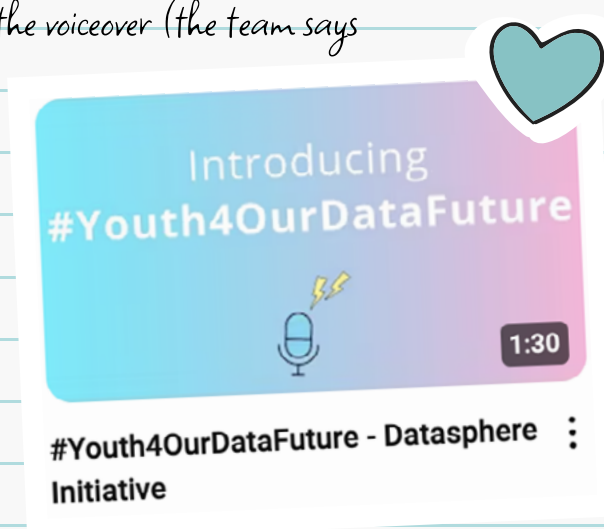 the voiceover (the team says
Introducing
#Youth4OurDataFuture
1:30
#Youth4OurDataFuture - Datasphere
Initiative